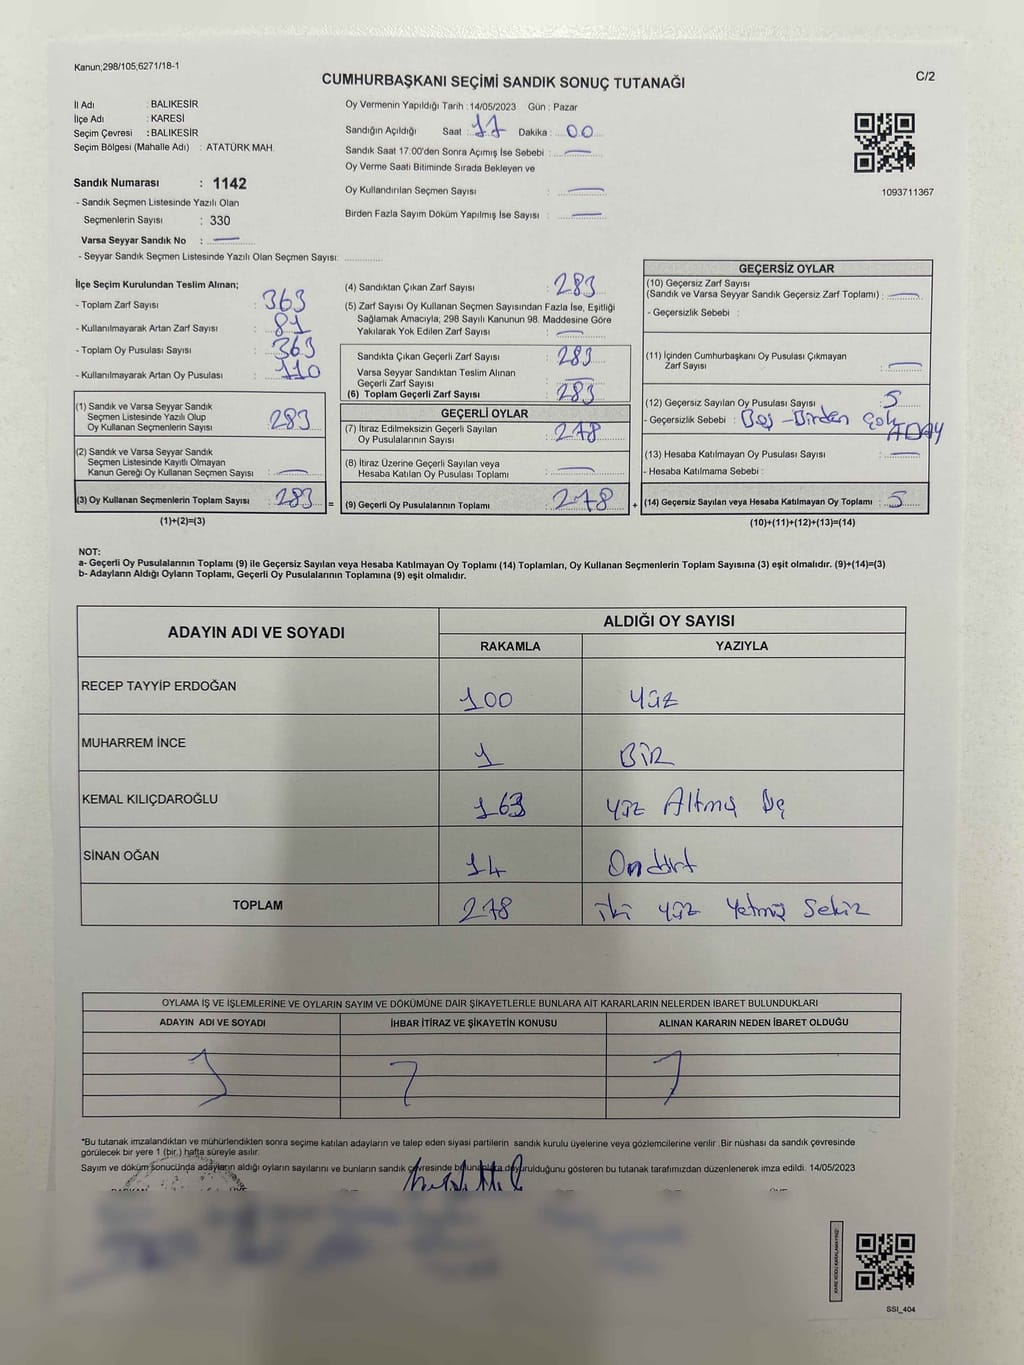 Kanun;298/105,6271/18-1
CUMHURBAŞKANI SEÇİMİ SANDIK SONUÇ TUTANAĞI
C/2
İl Adı : BALIKESİR
İlçe Adı : KARESİ
Seçim Çevresi : BALIKESİR
Seçim Bölgesi (Mahalle Adı) : ATATÜRK MAH.
Sandık Numarası : 1142
- Sandık Seçmen Listesinde Yazılı Olan
Seçmenlerin Sayısı : 330
Varsa Seyyar Sandık No :
- Seyyar Sandık Seçmen Listesinde Yazılı Olan Seçmen Sayısı:
Oy Vermenin Yapıldığı Tarih : 14/05/2023 Gün : Pazar
Sandığın Açıldığı Saat : 17 Dakika : 00
Sandık Saat 17:00'den Sonra Açımış İse Sebebi :
Oy Verme Saati Bitiminde Sırada Bekleyen ve
Oy Kullandırılan Seçmen Sayısı :
Birden Fazla Sayım Döküm Yapılmış İse Sayısı :
1093711367
İlçe Seçim Kurulundan Teslim Alınan;
- Toplam Zarf Sayısı : 363
- Kullanılmayarak Artan Zarf Sayısı : 81
- Toplam Oy Pusulası Sayısı : 363
- Kullanılmayarak Artan Oy Pusulası : 110
(1) Sandık ve Varsa Seyyar Sandık
Seçmen Listesinde Yazılı Olup
Oy Kullanan Seçmenlerin Sayısı : 283
(2) Sandık ve Varsa Seyyar Sandık
Seçmen Listesinde Kayıtlı Olmayan
Kanun Gereği Oy Kullanan Seçmen Sayısı :
(3) Oy Kullanan Seçmenlerin Toplam Sayısı : 283 =
(1)+(2)=(3)
(4) Sandıktan Çıkan Zarf Sayısı : 283
(5) Zarf Sayısı Oy Kullanan Seçmen Sayısından Fazla İse, Eşitliği
Sağlamak Amacıyla; 298 Sayılı Kanunun 98. Maddesine Göre
Yakılarak Yok Edilen Zarf Sayısı :
Sandıkta Çıkan Geçerli Zarf Sayısı : 283
Varsa Seyyar Sandıktan Teslim Alınan
Geçerli Zarf Sayısı :
(6) Toplam Geçerli Zarf Sayısı : 283
GEÇERLİ OYLAR
(7) İtiraz Edilmeksizin Geçerli Sayılan
Oy Pusulalarının Sayısı : 278
(8) İtiraz Üzerine Geçerli Sayılan veya
Hesaba Katılan Oy Pusulası Toplamı :
(9) Geçerli Oy Pusulalarının Toplamı : 278 +
GEÇERSİZ OYLAR
(10) Geçersiz Zarf Sayısı
(Sandık ve Varsa Seyyar Sandık Geçersiz Zarf Toplamı) :
- Geçersizlik Sebebi :
(11) İçinden Cumhurbaşkanı Oy Pusulası Çıkmayan
Zarf Sayısı :
(12) Geçersiz Sayılan Oy Pusulası Sayısı : 5
- Geçersizlik Sebebi : Boş - Birden Çok
ADAY
(13) Hesaba Katılmayan Oy Pusulası Sayısı :
- Hesaba Katılmama Sebebi :
(14) Geçersiz Sayılan veya Hesaba Katılmayan Oy Toplamı : 5
(10)+(11)+(12)+(13)=(14)
NOT:
a- Geçerli Oy Pusulalarının Toplamı (9) ile Geçersiz Sayılan veya Hesaba Katılmayan Oy Toplamı (14) Toplamları, Oy Kullanan Seçmenlerin Toplam Sayısına (3) eşit olmalıdır. (9)+(14)=(3)
b- Adayların Aldığı Oyların Toplamı, Geçerli Oy Pusulalarının Toplamına (9) eşit olmalıdır.
ADAYIN ADI VE SOYADI
ALDIĞI OY SAYISI
RAKAMLA YAZIYLA
RECEP TAYYİP ERDOĞAN 100 Yüz
MUHARREM İNCE 1 BİR
KEMAL KILIÇDAROĞLU 163 Yüz Altmış Üç
SİNAN OĞAN 14 Ondört
TOPLAM 278 iki yüz Yetmiş Sekiz
OYLAMA İŞ VE İŞLEMLERİNE VE OYLARIN SAYIM VE DÖKÜMÜNE DAİR ŞİKAYETLERLE BUNLARA AİT KARARLARIN NELERDEN İBARET BULUNDUKLARI
ADAYIN ADI VE SOYADI İHBAR İTİRAZ VE ŞİKAYETİN KONUSU ALINAN KARARIN NEDEN İBARET OLDUĞU
*Bu tutanak imzalandıktan ve mühürlendikten sonra seçime katılan adayların ve talep eden siyasi partilerin sandık kurulu üyelerine veya gözlemcilerine verilir .Bir nüshası da sandık çevresinde
görülecek bir yere 1 (bir.) hafta süreyle asılır.
Sayım ve döküm sonucunda adayların aldığı oyların sayılarını ve bunların sandık çevresinde duyurulduğunu gösteren bu tutanak tarafımızdan düzenlenerek imza edildi. 14/05/2023
KARE KODU KARALAMAYINIZ!
SSI_404